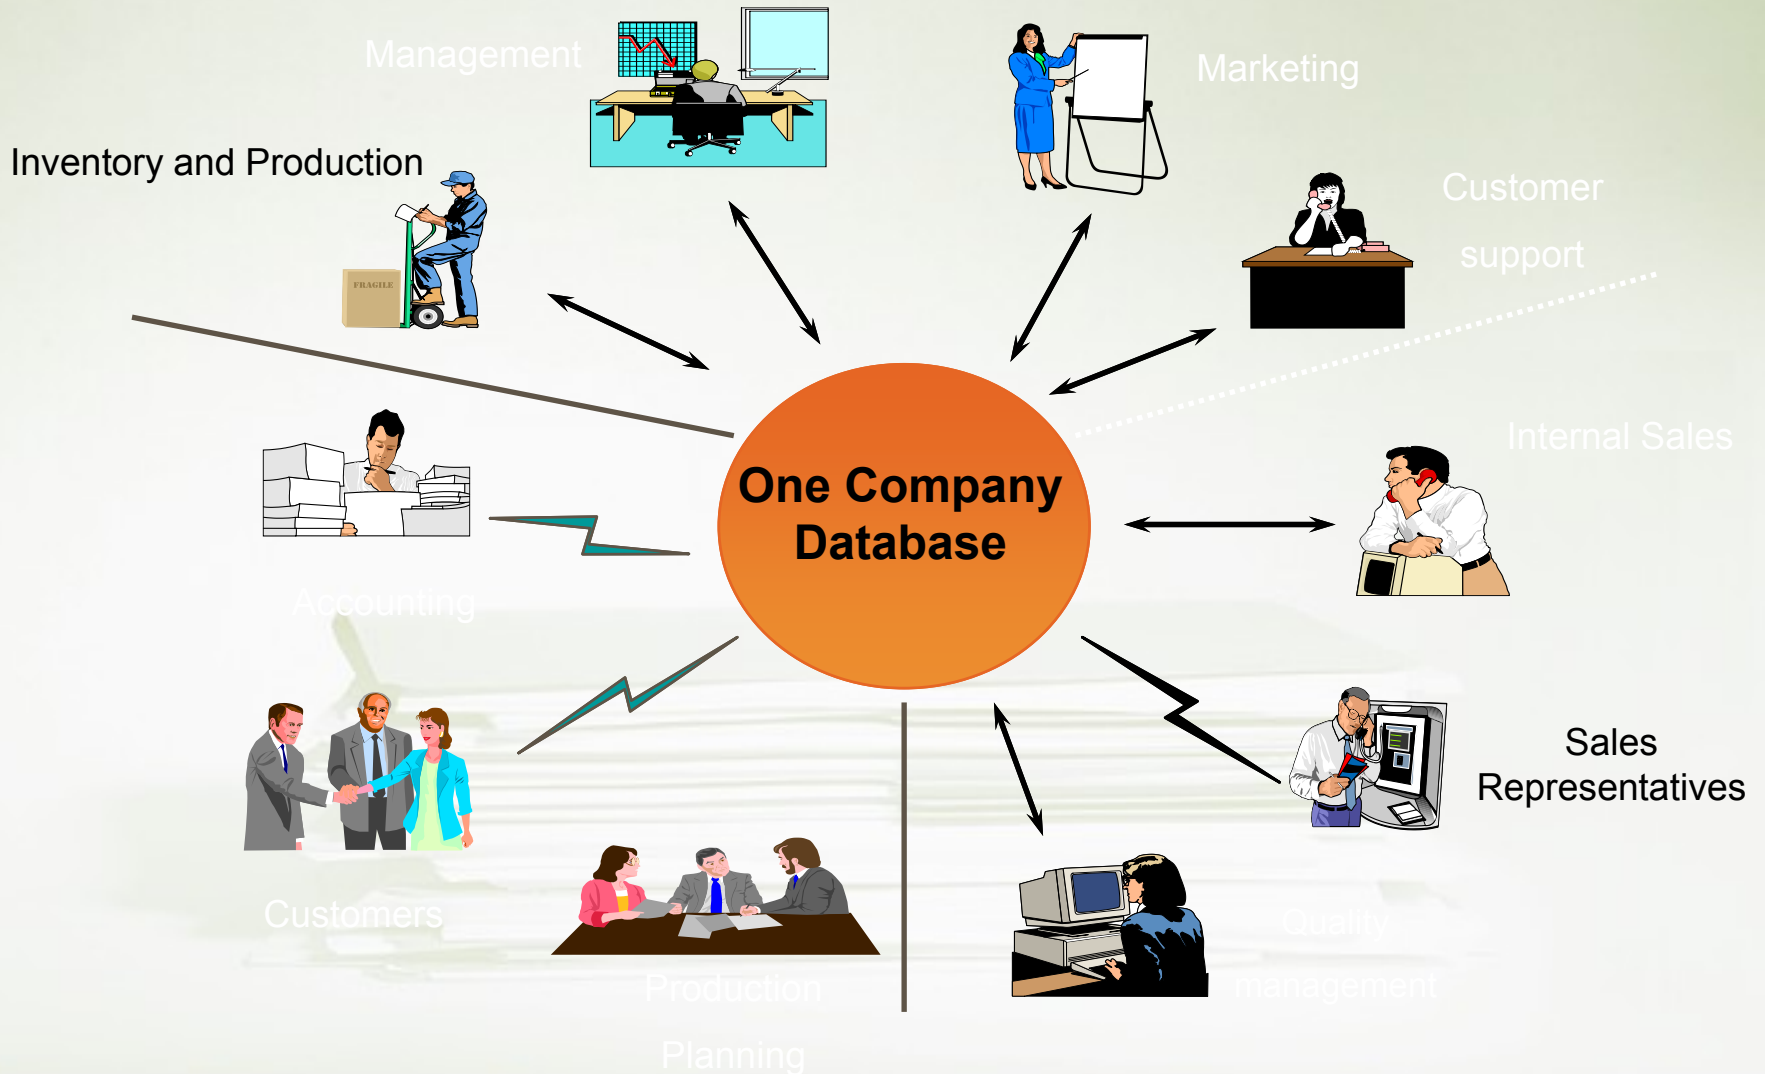 Management
Marketing
Inventory and Production
FRAGILE
Customer
support
Internal Sales
One Company
Database
Accounting
Sales
Representatives
Customers
Quality
management
Production
Planning